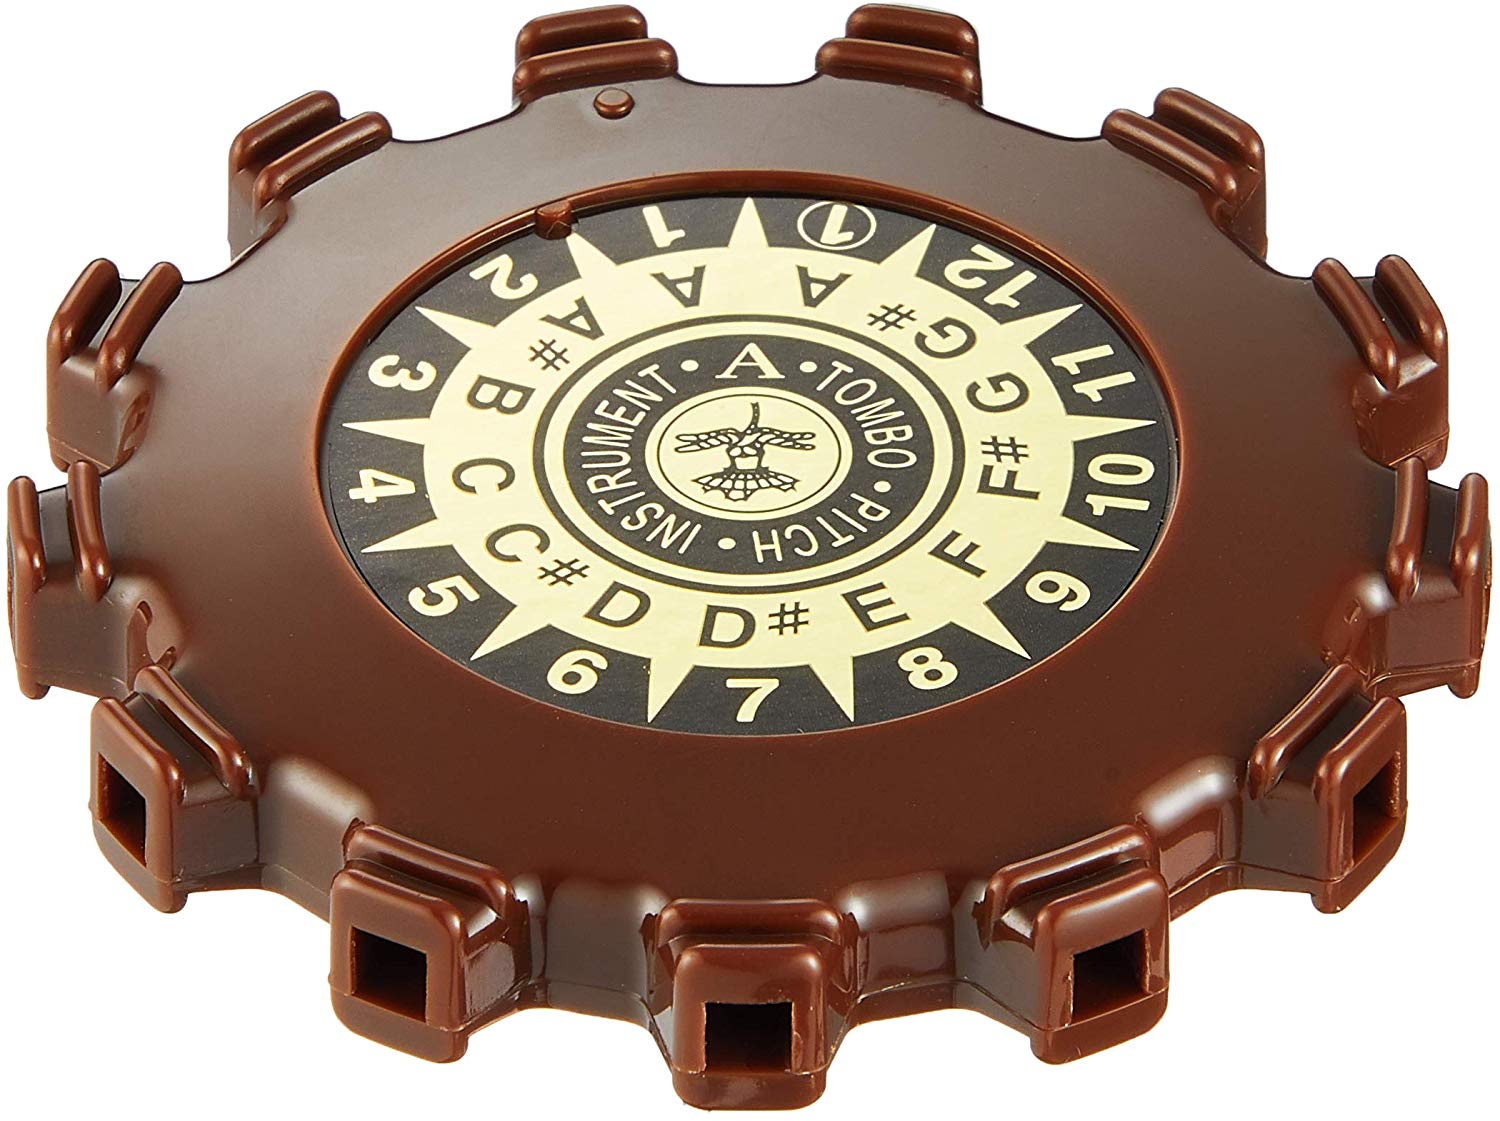 1 2 3 4 5 6 7 8 9 10 11 12 ①
A A# B C C# D D# E F F# G G# A
A · TOMBO · PITCH · INSTRUMENT ·